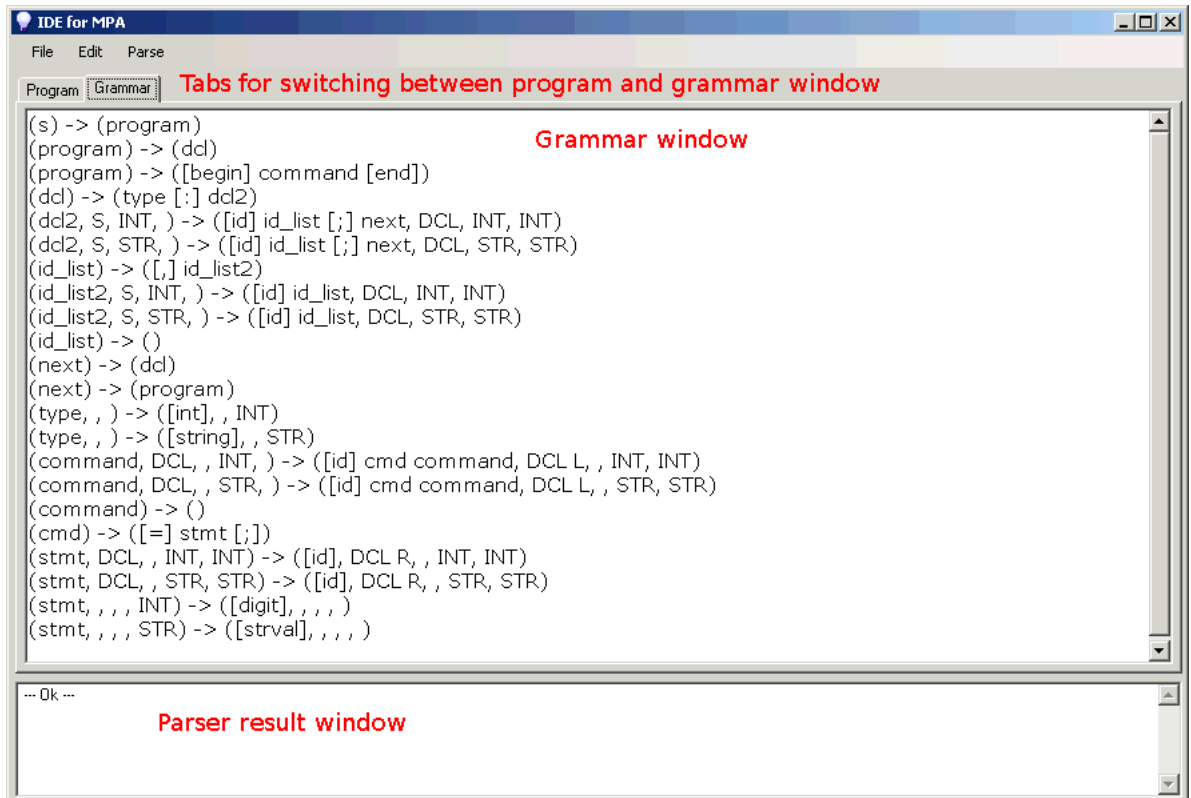 IDE for MPA
File Edit Parse
Program Grammar Tabs for switching between program and grammar window
Grammar window
(s) -> (program)
(program) -> (dcl)
(program) -> ([begin] command [end])
(dcl) -> (type [:] dcl2)
(dcl2, S, INT, ) -> ([id] id_list [;] next, DCL, INT, INT)
(dcl2, S, STR, ) -> ([id] id_list [;] next, DCL, STR, STR)
(id_list) -> ([,] id_list2)
(id_list2, S, INT, ) -> ([id] id_list, DCL, INT, INT)
(id_list2, S, STR, ) -> ([id] id_list, DCL, STR, STR)
(id_list) -> ()
(next) -> (dcl)
(next) -> (program)
(type, , ) -> ([int], , INT)
(type, , ) -> ([string], , STR)
(command, DCL, , INT, ) -> ([id] cmd command, DCL L, , INT, INT)
(command, DCL, , STR, ) -> ([id] cmd command, DCL L, , STR, STR)
(command) -> ()
(cmd) -> ([=] stmt [;])
(stmt, DCL, , INT, INT) -> ([id], DCL R, , INT, INT)
(stmt, DCL, , STR, STR) -> ([id], DCL R, , STR, STR)
(stmt, , , , INT) -> ([digit], , , , )
(stmt, , , , STR) -> ([strval], , , , )
--- Ok ---
Parser result window